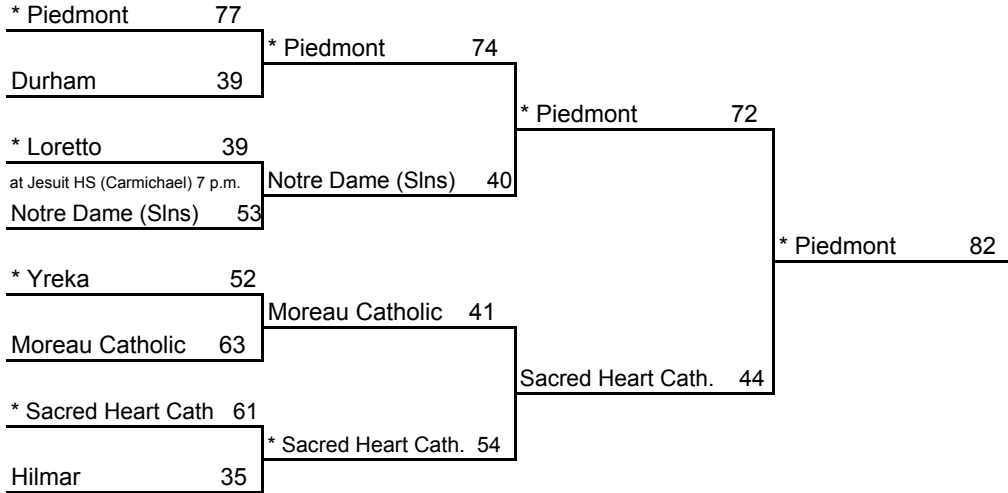 * Piedmont 77
Durham 39
* Loretto 39
at Jesuit HS (Carmichael) 7 p.m.
Notre Dame (Slns) 53
* Yreka 52
Moreau Catholic 63
* Sacred Heart Cath 61
Hilmar 35
* Piedmont 74
Notre Dame (Slns) 40
Moreau Catholic 41
* Sacred Heart Cath. 54
* Piedmont 72
Sacred Heart Cath. 44
* Piedmont 82